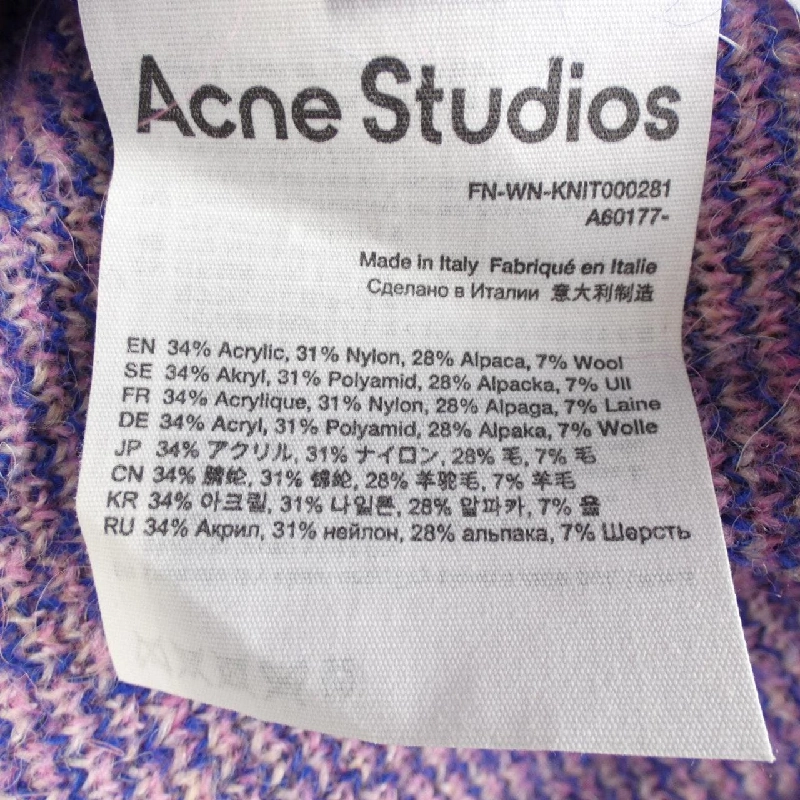 Acne Studios
FN-WN-KNIT000281
A60177-
Made in Italy Fabriqué en Italie
Сделано в Италии 意大利制造
EN 34% Acrylic, 31% Nylon, 28% Alpaca, 7% Wool
SE 34% Akryl, 31% Polyamid, 28% Alpacka, 7% Ull
FR 34% Acrylique, 31% Nylon, 28% Alpaga, 7% Laine
DE 34% Acryl, 31% Polyamid, 28% Alpaka, 7% Wolle
JP 34% アクリル, 31% ナイロン, 28% 毛, 7% 毛
CN 34% 腈纶, 31% 锦纶, 28% 羊驼毛, 7% 羊毛
KR 34% 아크릴, 31% 나일론, 28% 알파카, 7% 울
RU 34% Акрил, 31% нейлон, 28% альпака, 7% Шерсть